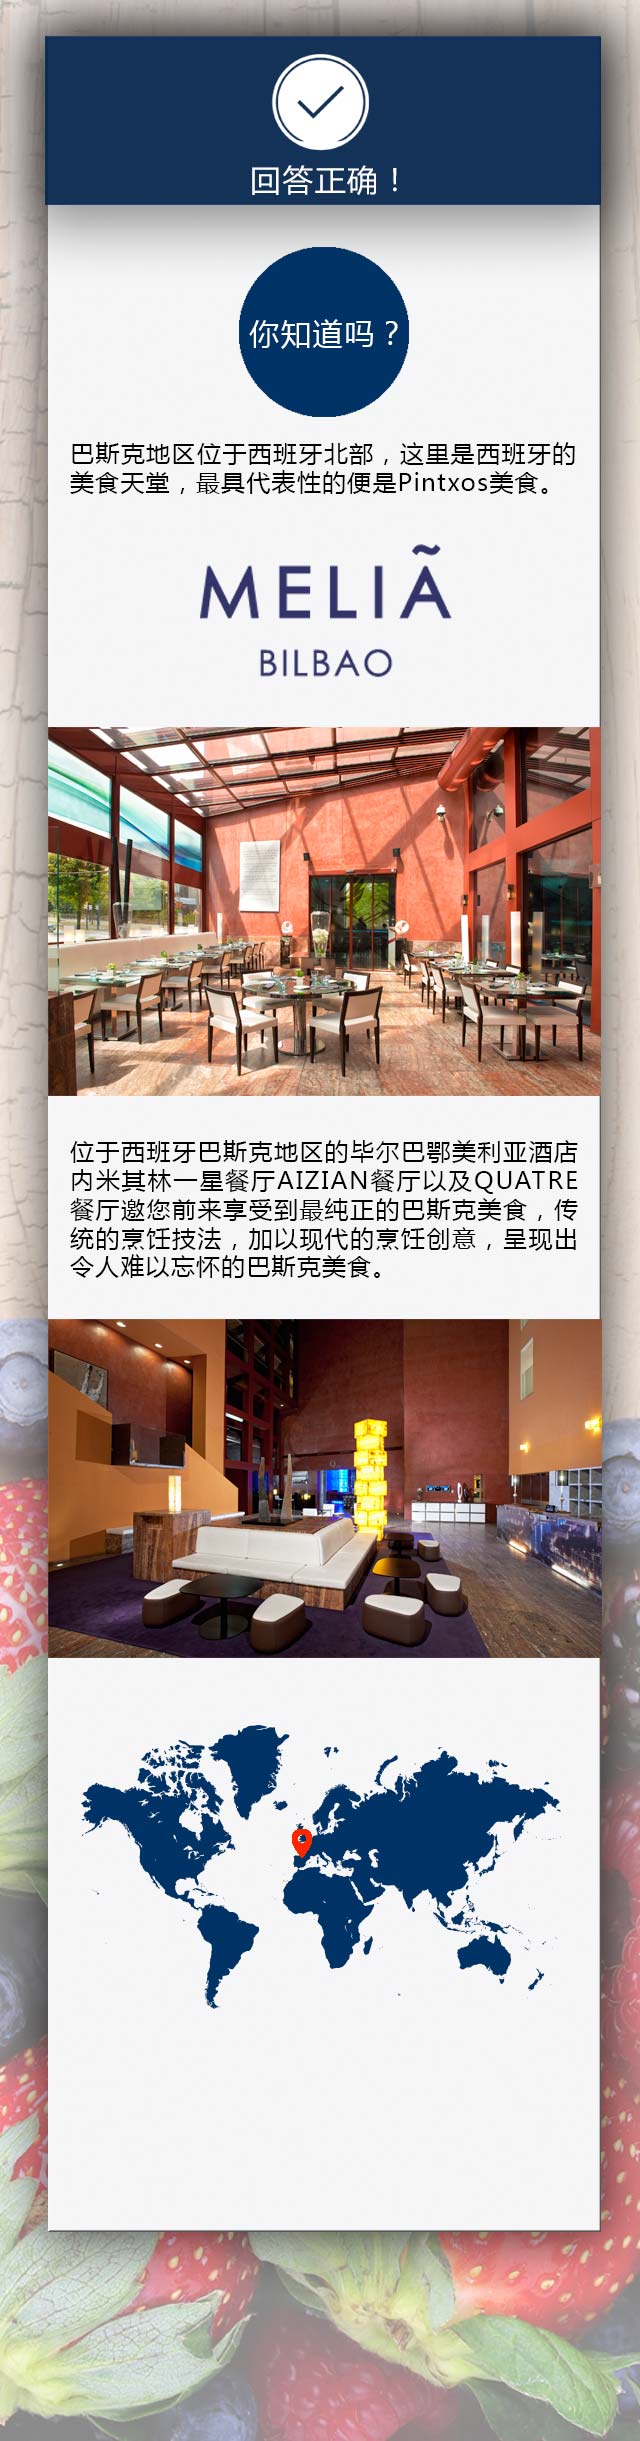 回答正确！
你知道吗？
巴斯克地区位于西班牙北部，这里是西班牙的
美食天堂，最具代表性的便是Pintxos美食。
MELIÃ
BILBAO
位于西班牙巴斯克地区的毕尔巴鄂美利亚酒店
内米其林一星餐厅AIZIAN餐厅以及QUATRE
餐厅邀您前来享受到最纯正的巴斯克美食，传
统的烹饪技法，加以现代的烹饪创意，呈现出
令人难以忘怀的巴斯克美食。